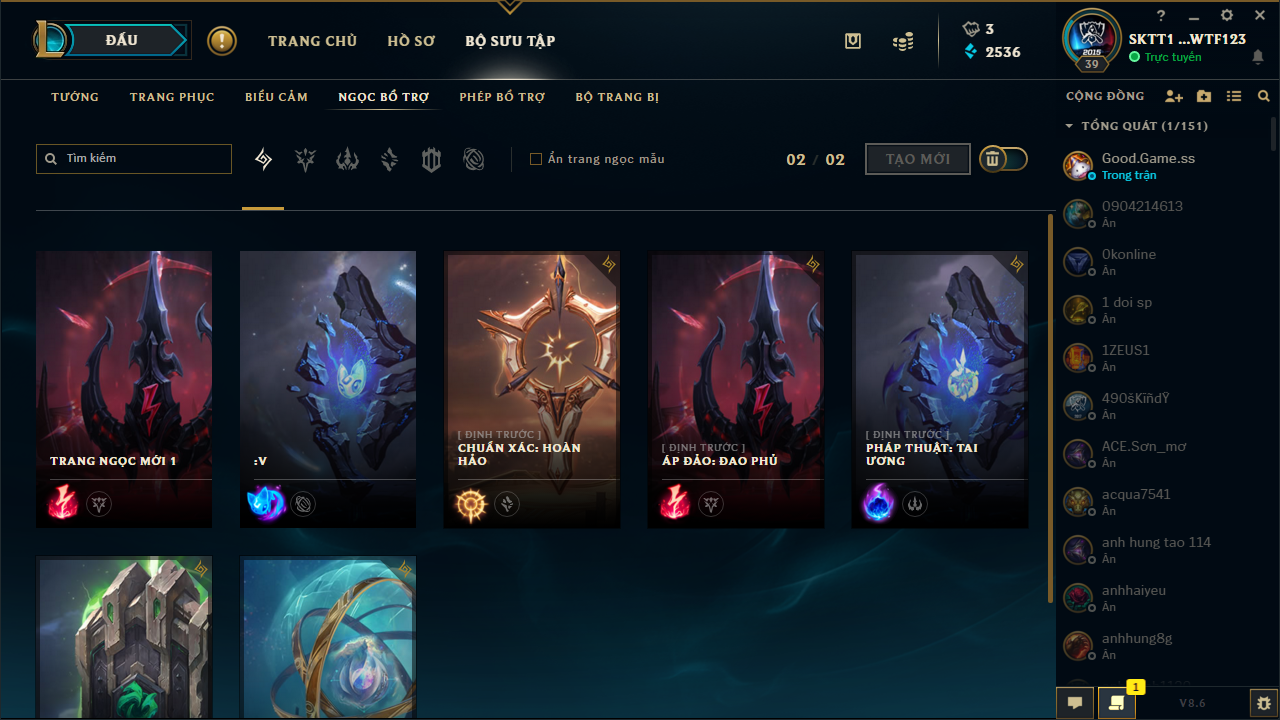 ĐẤU
!
TRANG CHỦ
HỒ SƠ
BỘ SƯU TẬP
3
2536
?
2015
39
SKTT1 ...WTF123
Trực tuyến
TƯỚNG
TRANG PHỤC
BIỂU CẢM
NGỌC BỔ TRỢ
PHÉP BỔ TRỢ
BỘ TRANG BỊ
CỘNG ĐỒNG
TỔNG QUÁT (1/151)
Tìm kiếm
Ẩn trang ngọc mẫu
02 / 02
TẠO MỚI
Good.Game.ss
Trong trận
0904214613
Ẩn
0konline
Ẩn
1 doi sp
Ẩn
1ZEUS1
Ẩn
490śKïñdŸ
Ẩn
ACE.Sơn_mơ
Ẩn
acqua7541
Ẩn
anh hung tao 114
Ẩn
anhhaiyeu
Ẩn
anhhung8g
Ẩn
TRANG NGỌC MỚI 1
:V
[ ĐỊNH TRƯỚC ]
CHUẨN XÁC: HOÀN
HẢO
[ ĐỊNH TRƯỚC ]
ÁP ĐẢO: ĐAO PHỦ
[ ĐỊNH TRƯỚC ]
PHÁP THUẬT: TAI
ƯƠNG
1
V8.6